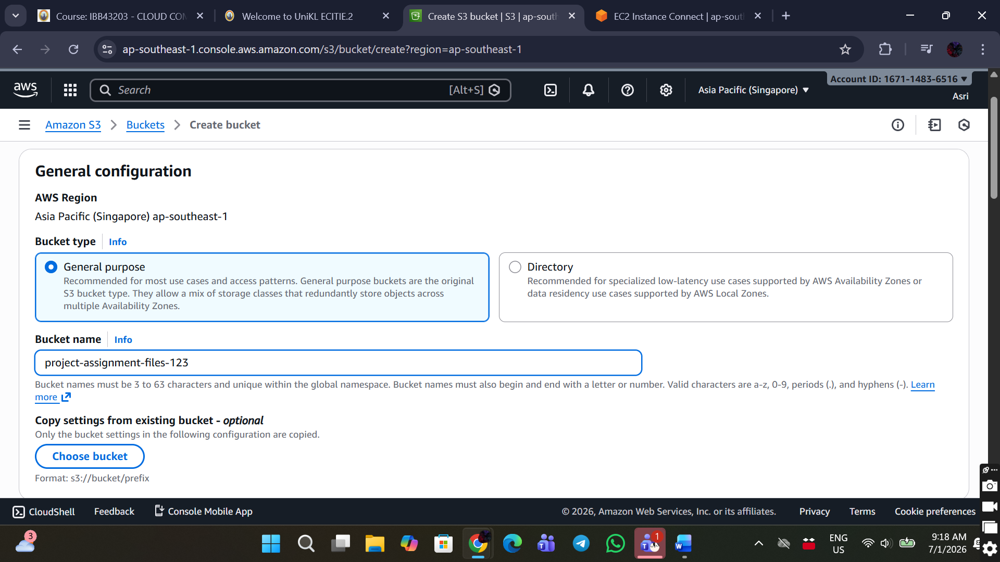 Course: IBB43203 - CLOUD CON
Welcome to UniKL ECITIE.2
Create S3 bucket | S3 | ap-south
EC2 Instance Connect | ap-sout
ap-southeast-1.console.aws.amazon.com/s3/bucket/create?region=ap-southeast-1
aws
Search
[Alt+S]
Asia Pacific (Singapore)
Account ID: 1671-1483-6516
Asri
Amazon S3
Buckets
Create bucket
General configuration
AWS Region
Asia Pacific (Singapore) ap-southeast-1
Bucket type
Info
General purpose
Recommended for most use cases and access patterns. General purpose buckets are the original
S3 bucket type. They allow a mix of storage classes that redundantly store objects across
multiple Availability Zones.
Directory
Recommended for specialized low-latency use cases supported by AWS Availability Zones or
data residency use cases supported by AWS Local Zones.
Bucket name
Info
project-assignment-files-123
Bucket names must be 3 to 63 characters and unique within the global namespace. Bucket names must also begin and end with a letter or number. Valid characters are a-z, 0-9, periods (.), and hyphens (-). Learn
more
Copy settings from existing bucket - optional
Only the bucket settings in the following configuration are copied.
Choose bucket
Format: s3://bucket/prefix
CloudShell
Feedback
Console Mobile App
© 2026, Amazon Web Services, Inc. or its affiliates.
Privacy
Terms
Cookie preferences
3
1
ENG
US
9:18 AM
7/1/2026